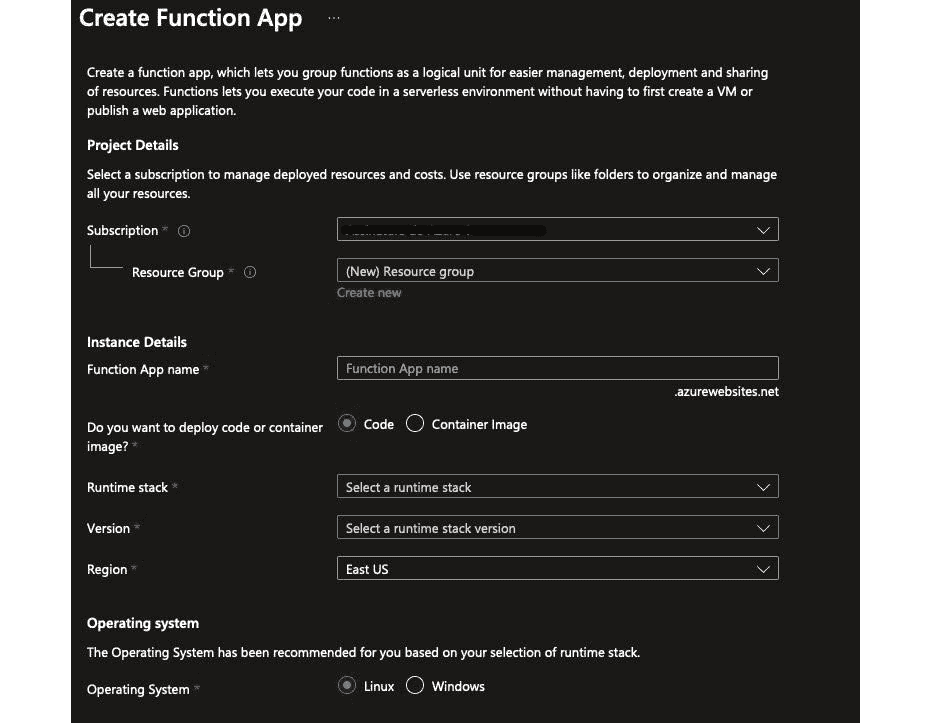 Create Function App ...
Create a function app, which lets you group functions as a logical unit for easier management, deployment and sharing
of resources. Functions lets you execute your code in a serverless environment without having to first create a VM or
publish a web application.
Project Details
Select a subscription to manage deployed resources and costs. Use resource groups like folders to organize and manage
all your resources.
Subscription *
Resource Group *
(New) Resource group
Create new
Instance Details
Function App name *
Function App name
.azurewebsites.net
Do you want to deploy code or container
image? *
Code
Container Image
Runtime stack *
Select a runtime stack
Version *
Select a runtime stack version
Region *
East US
Operating system
The Operating System has been recommended for you based on your selection of runtime stack.
Operating System *
Linux
Windows